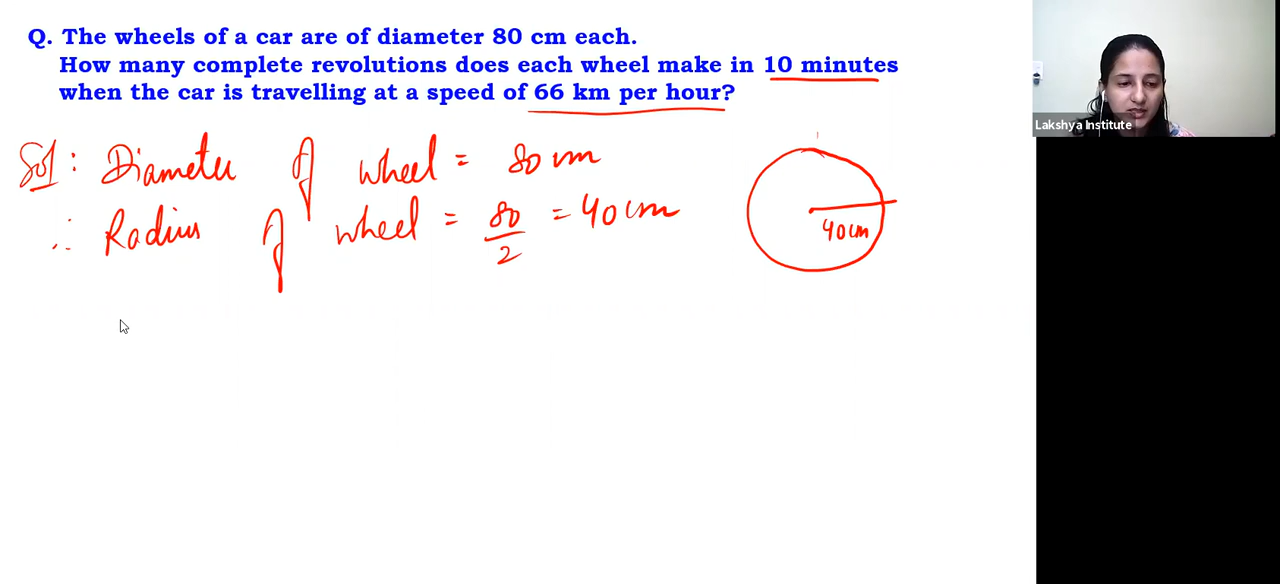 Q. The wheels of a car are of diameter 80 cm each.
How many complete revolutions does each wheel make in 10 minutes
when the car is travelling at a speed of 66 km per hour?
Lakshya Institute
Sol: Diameter of wheel = 80 cm
∴ Radius of wheel = 80/2 = 40 cm
40 cm